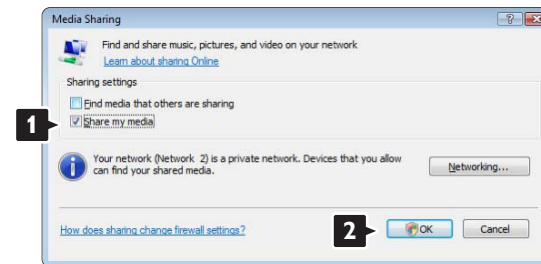 Media Sharing
Find and share music, pictures, and video on your network
Learn about sharing Online
Sharing settings
Find media that others are sharing
1
Share my media
Your network (Network 2) is a private network. Devices that you allow
can find your shared media.
Networking...
How does sharing change firewall settings?
2
OK
Cancel